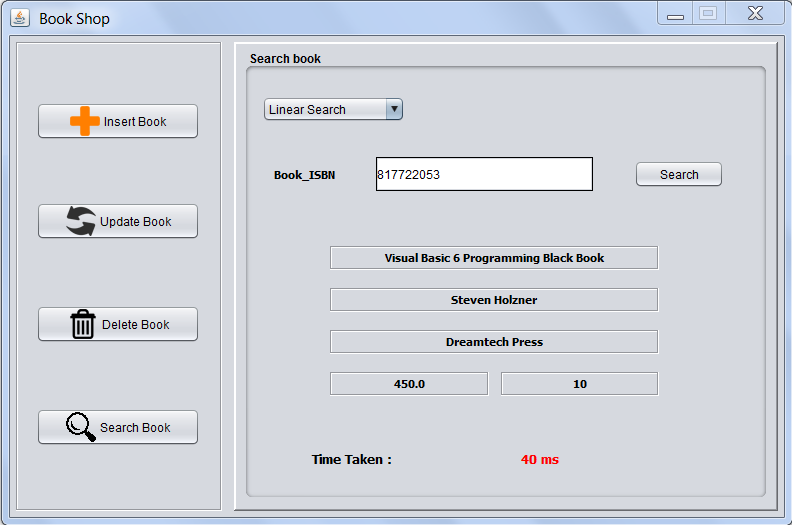 Book Shop
Insert Book
Update Book
Delete Book
Search Book
Search book
Linear Search
Book_ISBN
817722053
Search
Visual Basic 6 Programming Black Book
Steven Holzner
Dreamtech Press
450.0
10
Time Taken :
40 ms